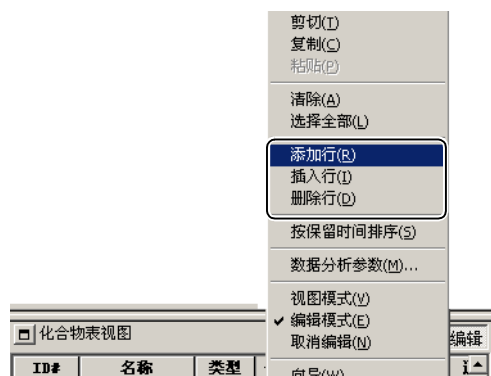 剪切(T)
复制(C)
粘贴(P)
清除(A)
选择全部(L)
添加行(R)
插入行(I)
删除行(D)
按保留时间排序(S)
数据分析参数(M)...
视图模式(V)
编辑模式(E)
取消编辑(N)
向导(W)
化合物表视图
编辑
ID# 名称 类型